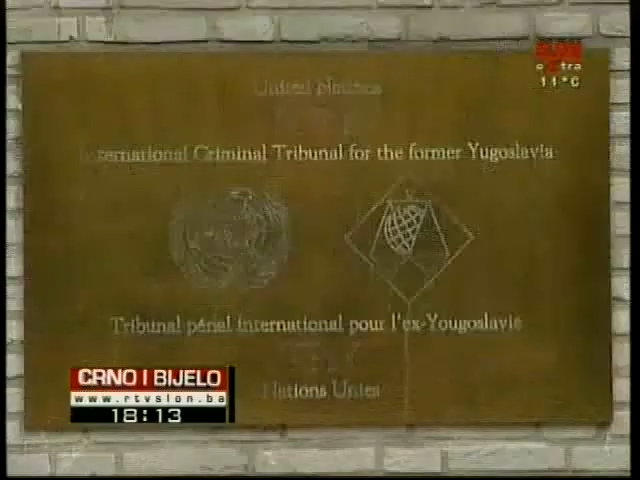 extra
11°C
United Nations
International Criminal Tribunal for the former Yugoslavia
Tribunal pénal international pour l'ex-Yougoslavie
Nations Unies
CRNO I BIJELO
www.rtvslon.ba
18:13